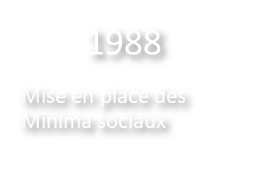 1988
Mise en place des
Minima sociaux